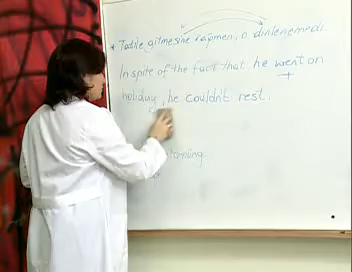 * Tatile gitmesine rağmen, o dinlenemedi.
In spite of the fact that he went on
+
holiday, he couldn't rest.